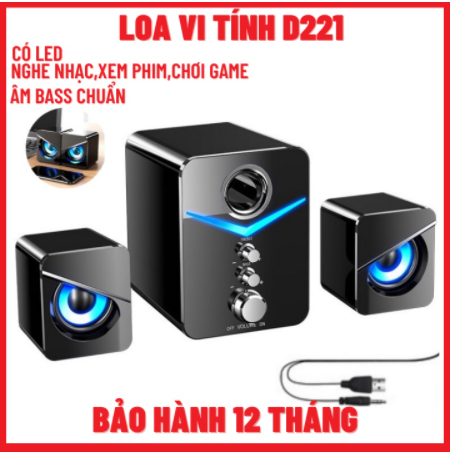 LOA VI TÍNH D221
CÓ LED
NGHE NHẠC,XEM PHIM,CHƠI GAME
ÂM BASS CHUẨN
OFF VOLUME ON
BẢO HÀNH 12 THÁNG